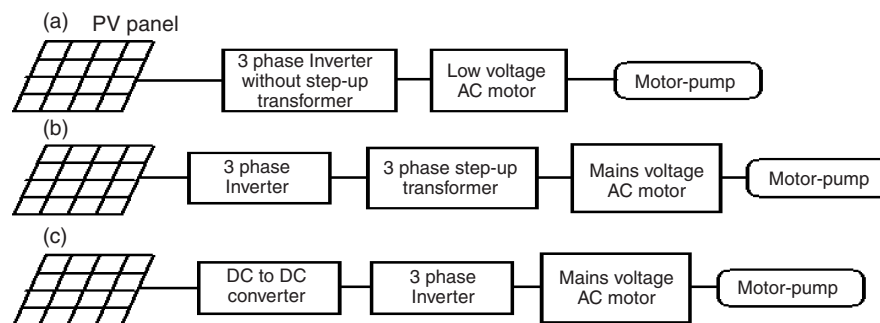 (a)
PV panel
3 phase Inverter
without step-up
transformer
Low voltage
AC motor
Motor-pump
(b)
3 phase
Inverter
3 phase step-up
transformer
Mains voltage
AC motor
Motor-pump
(c)
DC to DC
converter
3 phase
Inverter
Mains voltage
AC motor
Motor-pump